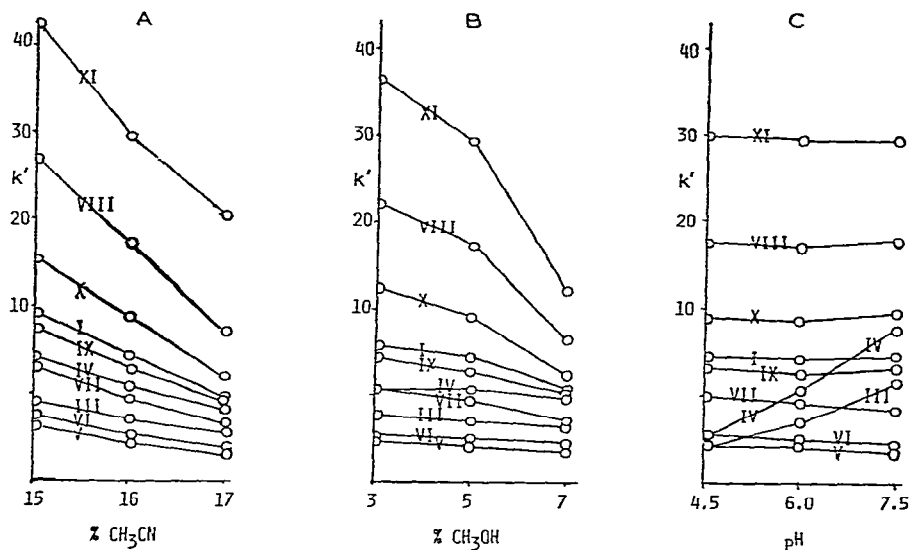 A
40
30
K'
20
10
XI
VIII
X
I
IX
IV
VII
III
VI
V
15
16
17
% CH₃CN
B
40
30
K'
20
10
XI
VIII
X
I
IX
IV
VII
III
VI
V
3
5
7
% CH₃OH
C
40
30
K'
20
10
XI
VIII
X
IV
I
IX
III
VII
IV
VI
V
4.5
6.0
7.5
pH